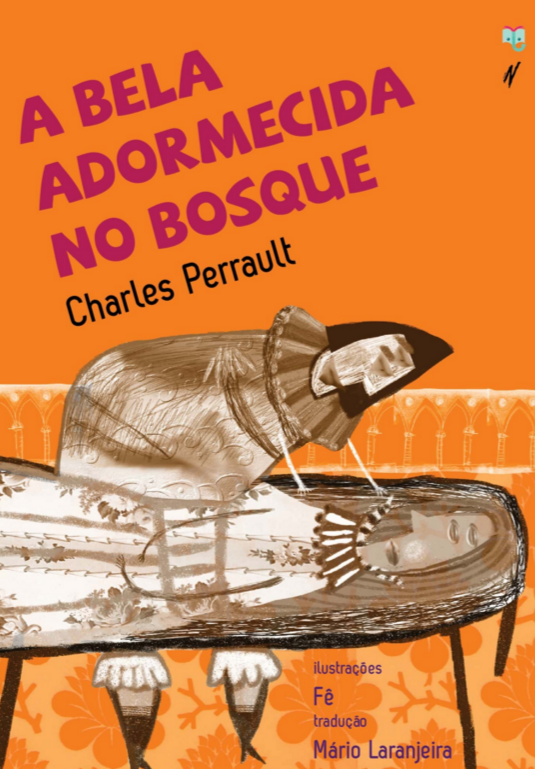 A BELA
ADORMECIDA
NO BOSQUE
Charles Perrault
N
ilustrações
Fê
tradução
Mário Laranjeira